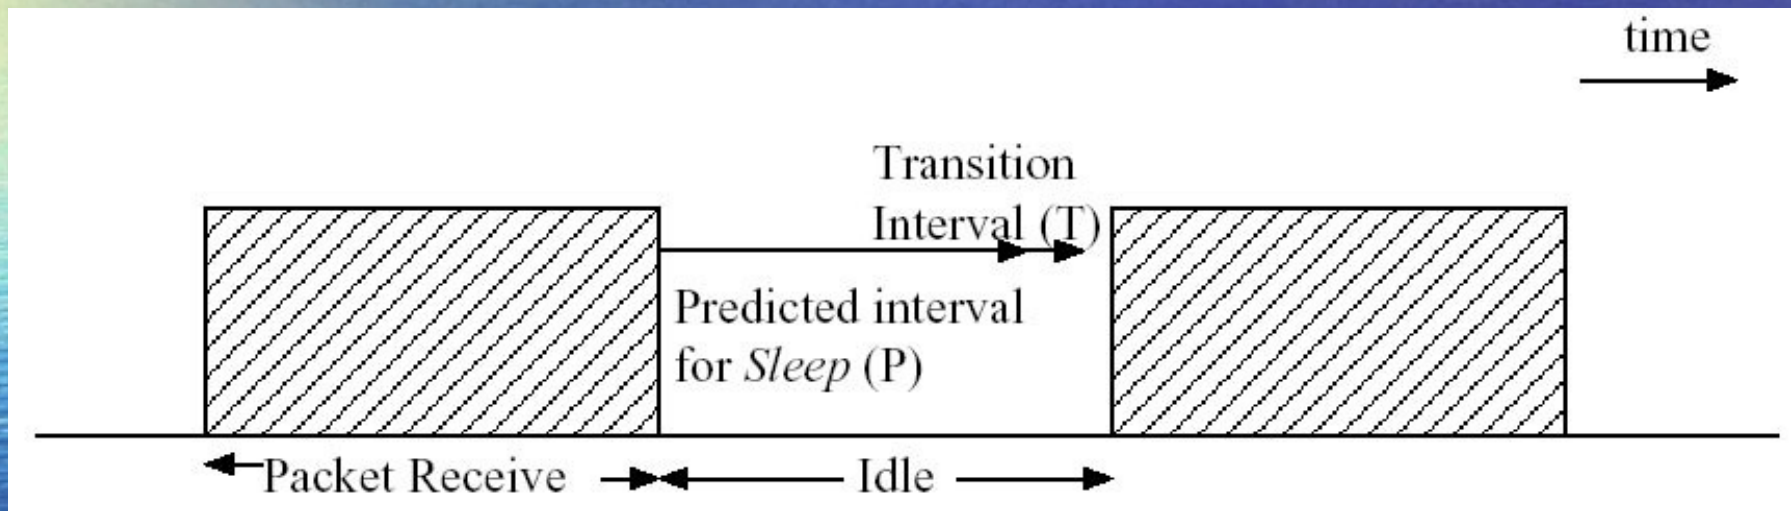 time
Transition
Interval (T)
Predicted interval
for Sleep (P)
Packet Receive
Idle